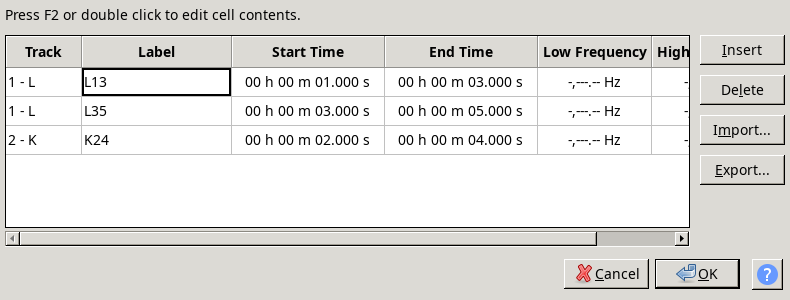 Press F2 or double click to edit cell contents.
Track Label Start Time End Time Low Frequency High
1 - L L13 00 h 00 m 01.000 s 00 h 00 m 03.000 s -,---.-- Hz -,
1 - L L35 00 h 00 m 03.000 s 00 h 00 m 05.000 s -,---.-- Hz -,
2 - K K24 00 h 00 m 02.000 s 00 h 00 m 04.000 s -,---.-- Hz -,
Insert
Delete
Import...
Export...
Cancel OK ?